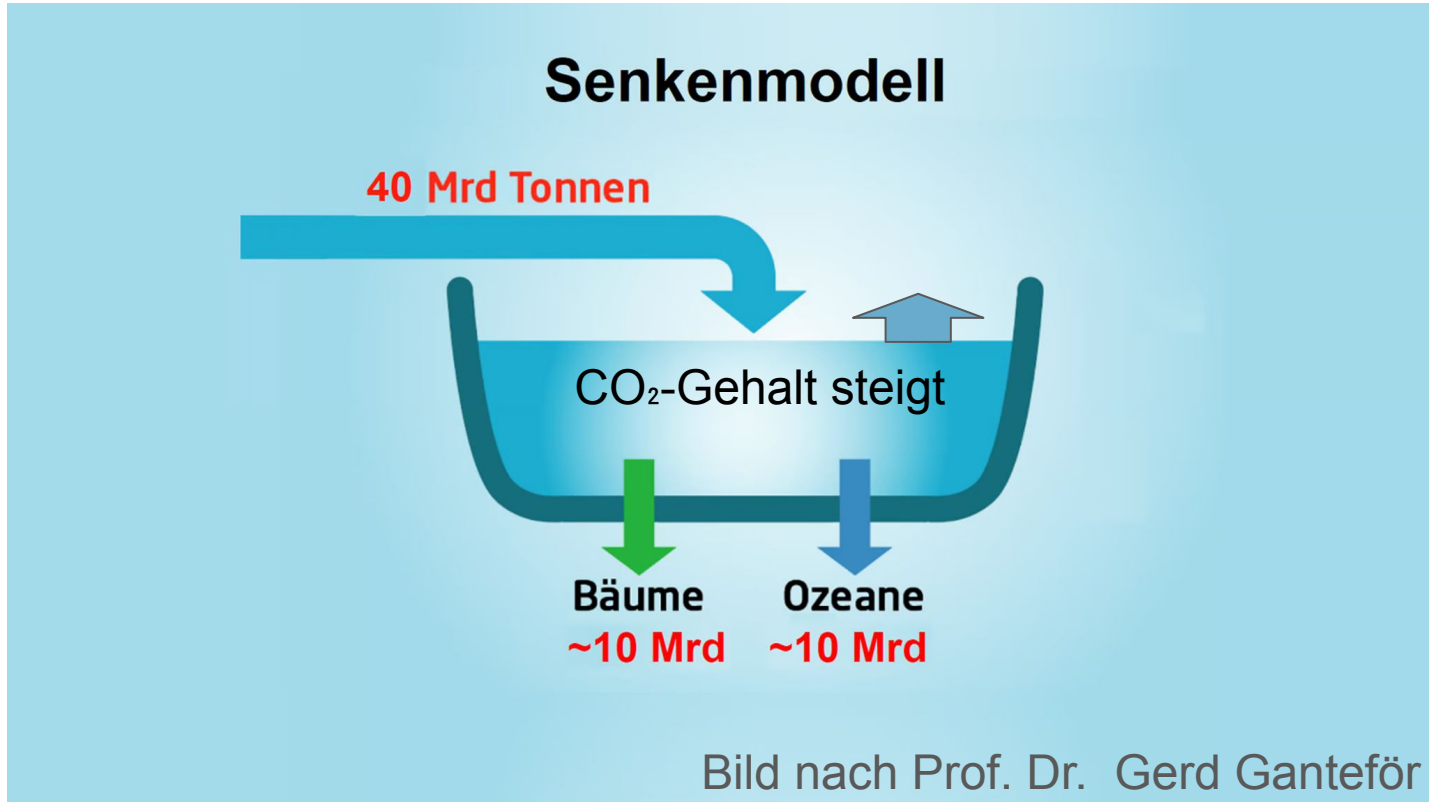 Senkenmodell
40 Mrd Tonnen
CO₂-Gehalt steigt
Bäume Ozeane
~10 Mrd ~10 Mrd
Bild nach Prof. Dr. Gerd Ganteför